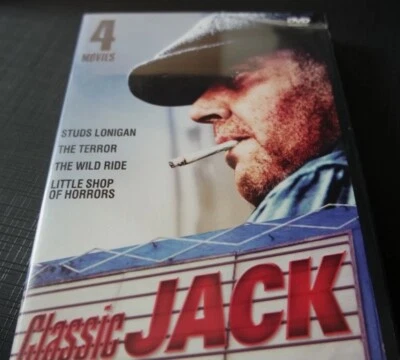 DVD
4
MOVIES
STUDS LONIGAN
THE TERROR
THE WILD RIDE
LITTLE SHOP
OF HORRORS
Classic JACK